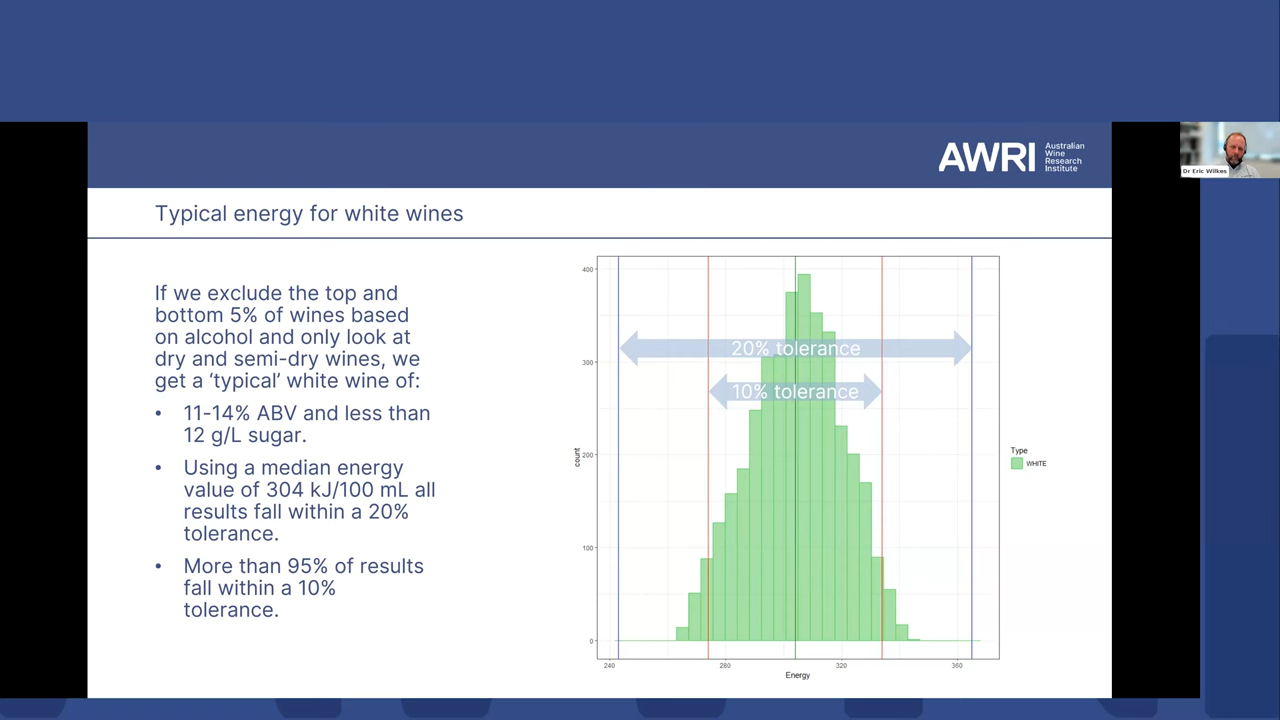 AWRI
Australian
Wine
Research
Institute
Dr Eric Wilkes
Typical energy for white wines
If we exclude the top and
bottom 5% of wines based
on alcohol and only look at
dry and semi-dry wines, we
get a ‘typical’ white wine of:
• 11-14% ABV and less than
12 g/L sugar.
• Using a median energy
value of 304 kJ/100 mL all
results fall within a 20%
tolerance.
• More than 95% of results
fall within a 10%
tolerance.
400
300
200
100
0
count
20% tolerance
10% tolerance
240
280
320
360
Energy
Type
WHITE